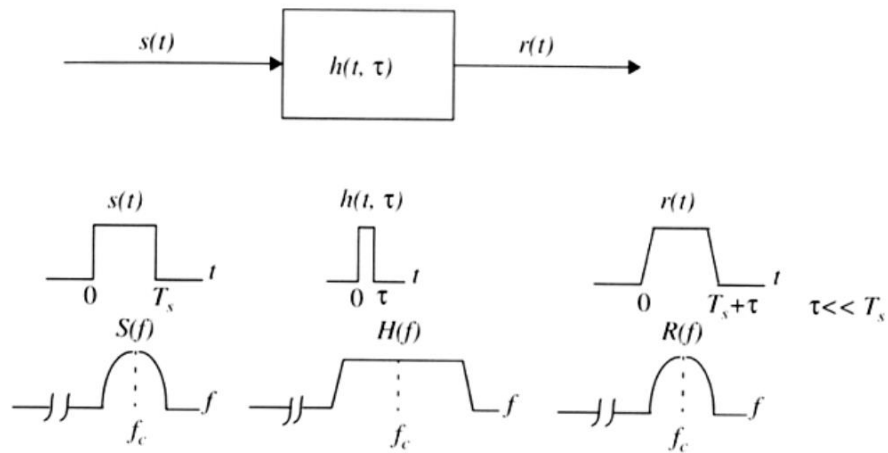 s(t)
h(t, τ)
r(t)
s(t)
h(t, τ)
r(t)
t
t
t
0
T_s
0
τ
0
T_s+τ
τ<< T_s
S(f)
H(f)
R(f)
f
f
f
f_c
f_c
f_c